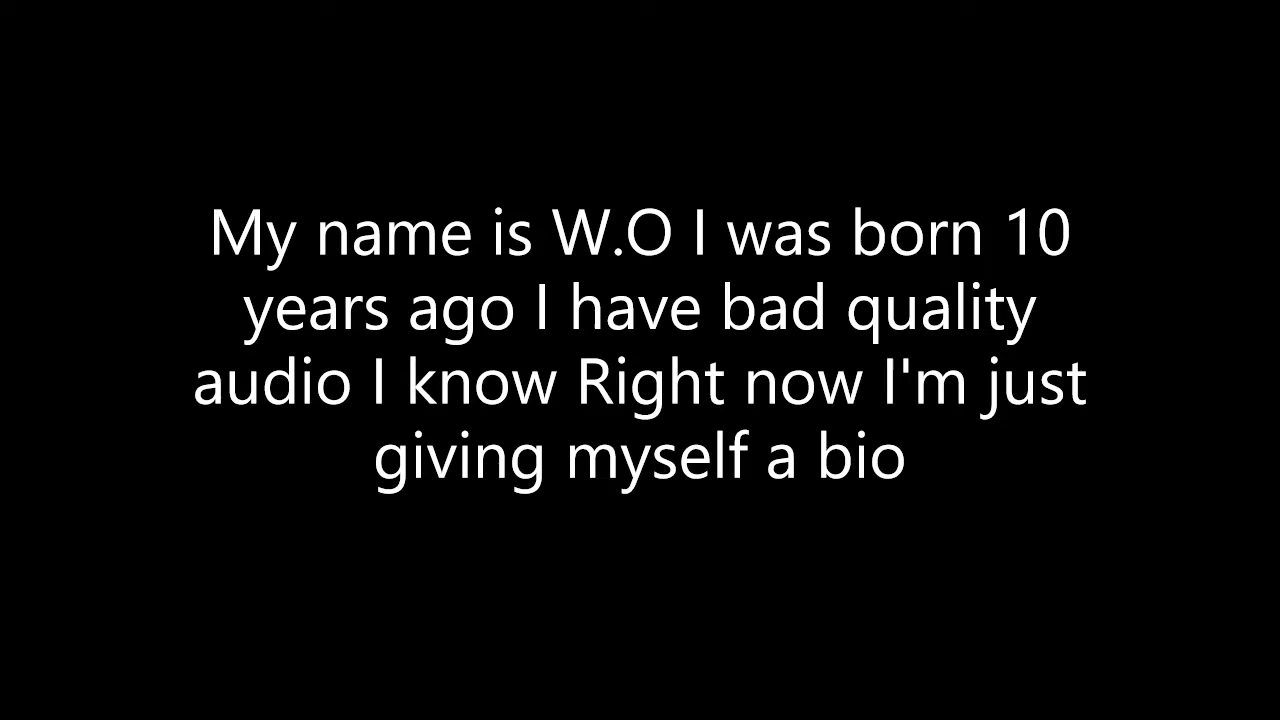 My name is W.O I was born 10
years ago I have bad quality
audio I know Right now I'm just
giving myself a bio